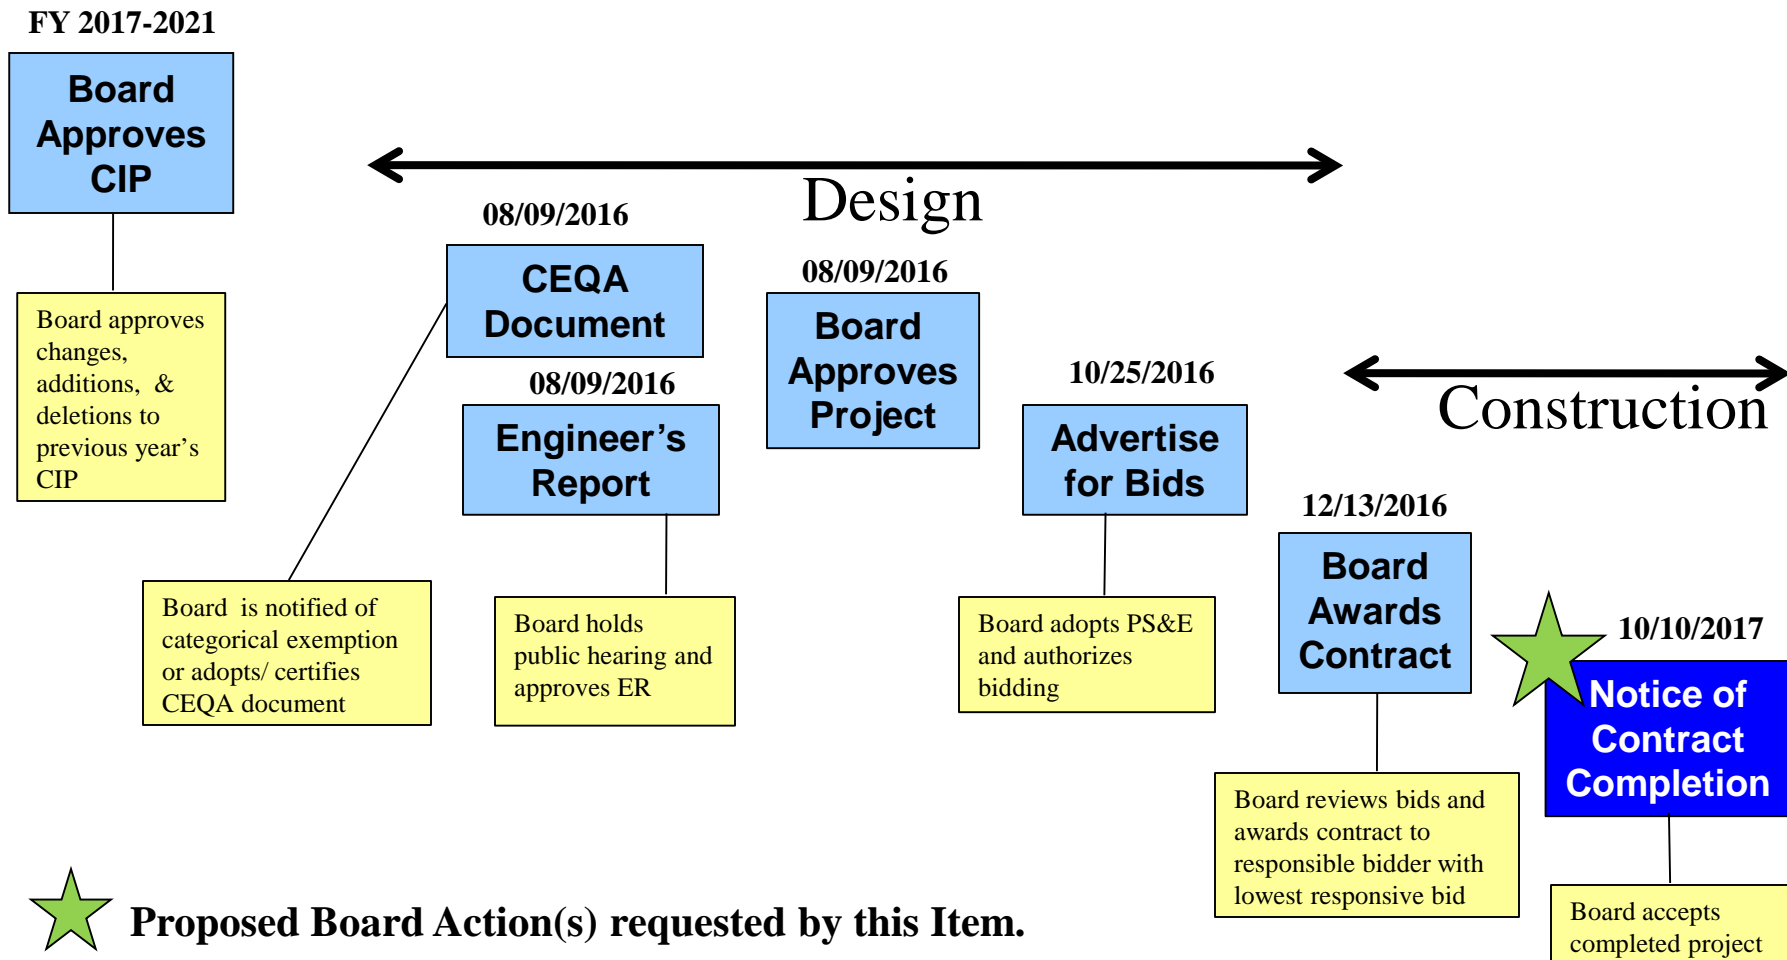 FY 2017-2021
Board
Approves
CIP
Board approves
changes,
additions, &
deletions to
previous year's
CIP
Design
08/09/2016
CEQA
Document
Board is notified of
categorical exemption
or adopts/ certifies
CEQA document
08/09/2016
Engineer's
Report
Board holds
public hearing and
approves ER
08/09/2016
Board
Approves
Project
10/25/2016
Advertise
for Bids
Board adopts PS&E
and authorizes
bidding
Construction
12/13/2016
Board
Awards
Contract
Board reviews bids and
awards contract to
responsible bidder with
lowest responsive bid
10/10/2017
Notice of
Contract
Completion
Board accepts
completed project
Proposed Board Action(s) requested by this Item.